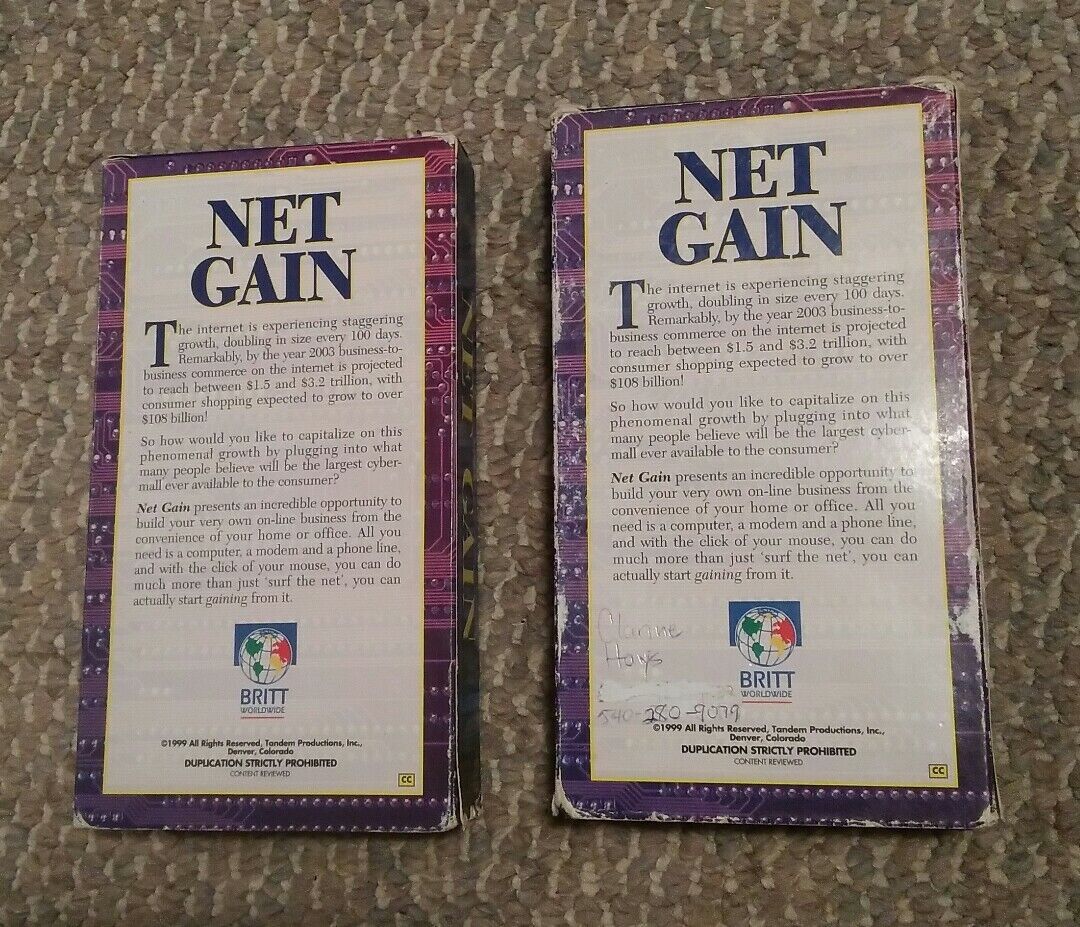 NET
GAIN
The internet is experiencing staggering
growth, doubling in size every 100 days.
Remarkably, by the year 2003 business-to-
business commerce on the internet is projected
to reach between $1.5 and $3.2 trillion, with
consumer shopping expected to grow to over
$108 billion!
So how would you like to capitalize on this
phenomenal growth by plugging into what
many people believe will be the largest cyber-
mall ever available to the consumer?
Net Gain presents an incredible opportunity to
build your very own on-line business from the
convenience of your home or office. All you
need is a computer, a modem and a phone line,
and with the click of your mouse, you can do
much more than just 'surf the net', you can
actually start gaining from it.
BRITT
WORLDWIDE
©1999 All Rights Reserved, Tandem Productions, Inc.,
Denver, Colorado
DUPLICATION STRICTLY PROHIBITED
CONTENT REVIEWED
CC
NET GAIN
NET
GAIN
The internet is experiencing staggering
growth, doubling in size every 100 days.
Remarkably, by the year 2003 business-to-
business commerce on the internet is projected
to reach between $1.5 and $3.2 trillion, with
consumer shopping expected to grow to over
$108 billion!
So how would you like to capitalize on this
phenomenal growth by plugging into what
many people believe will be the largest cyber-
mall ever available to the consumer?
Net Gain presents an incredible opportunity to
build your very own on-line business from the
convenience of your home or office. All you
need is a computer, a modem and a phone line,
and with the click of your mouse, you can do
much more than just 'surf the net', you can
actually start gaining from it.
BRITT
WORLDWIDE
540-280-9079
©1999 All Rights Reserved, Tandem Productions, Inc.,
Denver, Colorado
DUPLICATION STRICTLY PROHIBITED
CONTENT REVIEWED
CC